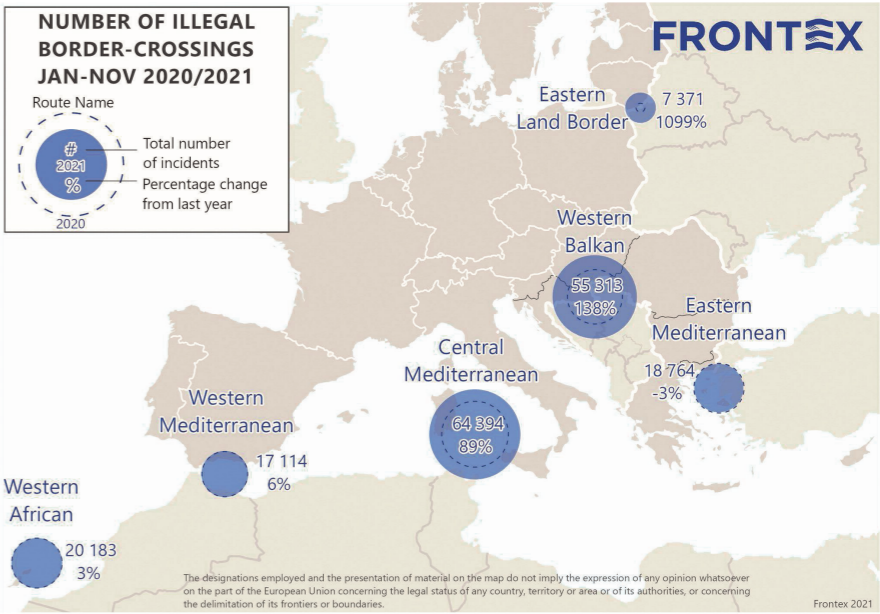 NUMBER OF ILLEGAL
BORDER-CROSSINGS
JAN-NOV 2020/2021
Route Name
#
2021
%
Total number
of incidents
Percentage change
from last year
2020
FRONTEX
Eastern
Land Border
7 371
1099%
Western
Balkan
55 313
138%
Eastern
Mediterranean
18 764
-3%
Central
Mediterranean
64 394
89%
Western
Mediterranean
17 114
6%
Western
African
20 183
3%
The designations employed and the presentation of material on the map do not imply the expression of any opinion whatsoever
on the part of the European Union concerning the legal status of any country, territory or area or of its authorities, or concerning
the delimitation of its frontiers or boundaries.
Frontex 2021